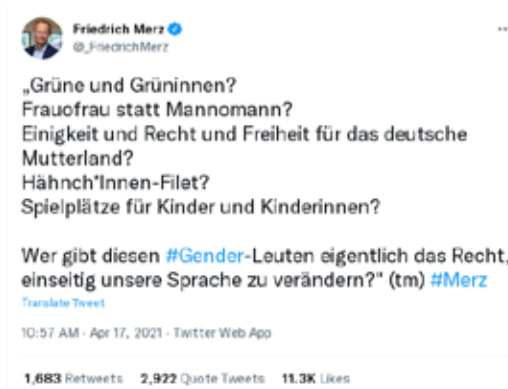 Friedrich Merz
@_FriedrichMerz
„Grüne und Grüninnen?
Frauofrau statt Mannomann?
Einigkeit und Recht und Freiheit für das deutsche
Mutterland?
Hähnch*Innen-Filet?
Spielplätze für Kinder und Kinderinnen?
Wer gibt diesen #Gender-Leuten eigentlich das Recht,
einseitig unsere Sprache zu verändern?" (tm) #Merz
Translate Tweet
10:57 AM · Apr 17, 2021 · Twitter Web App
1,683 Retweets 2,922 Quote Tweets 11.3K Likes